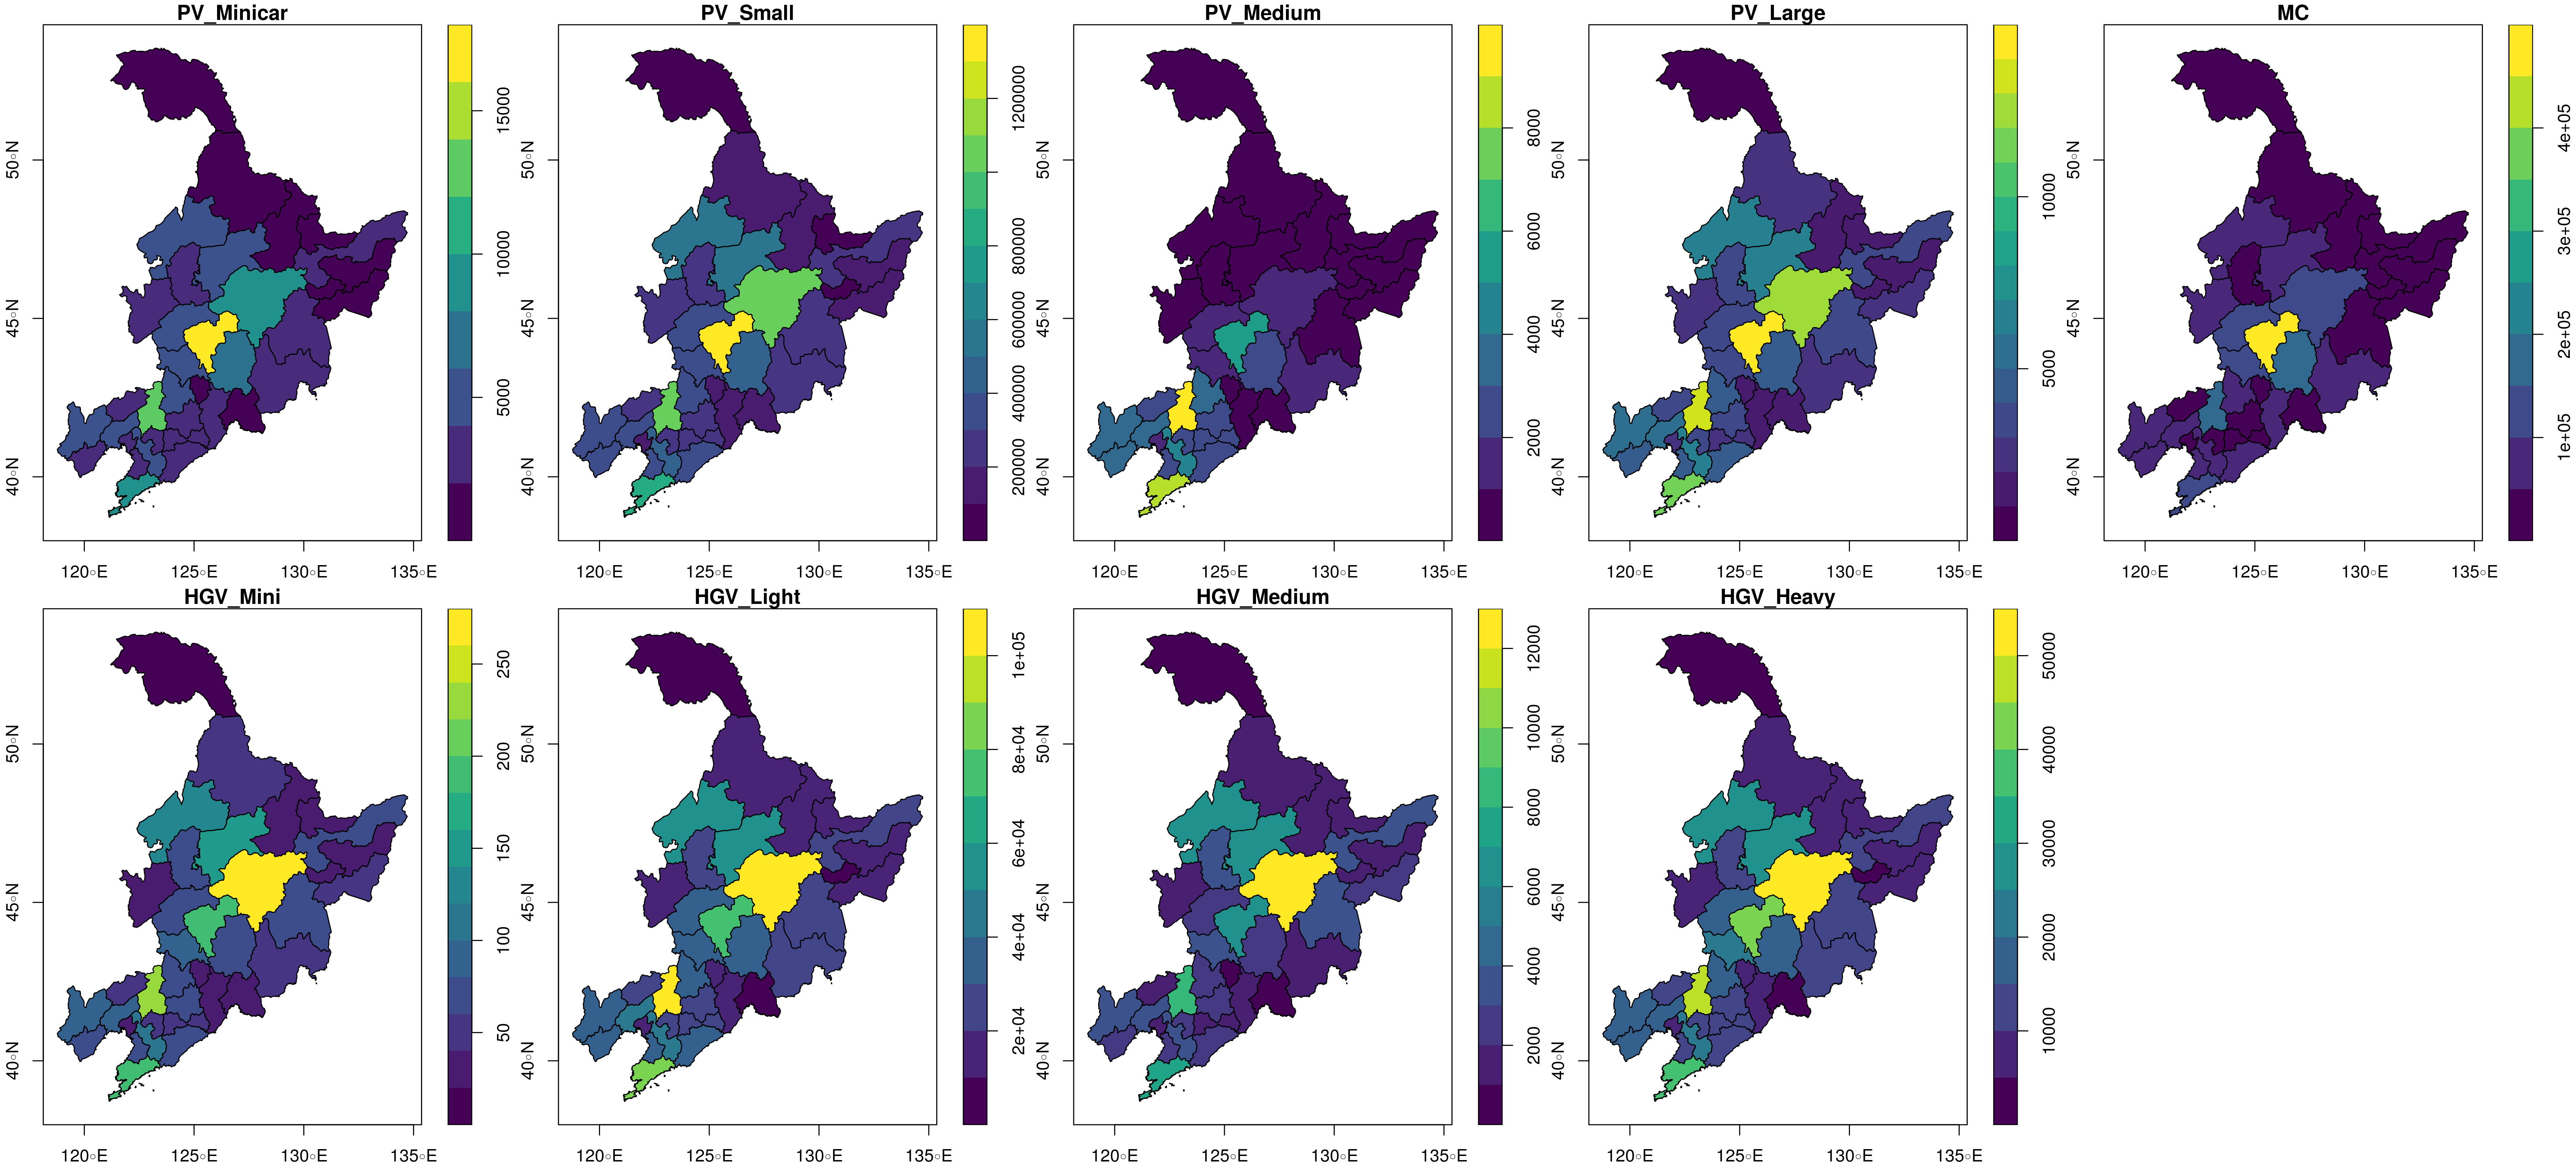 PV_Minicar
50°N
45°N
40°N
120°E 125°E 130°E 135°E
15000
10000
5000
PV_Small
50°N
45°N
40°N
120°E 125°E 130°E 135°E
1200000
800000
600000
400000
200000
PV_Medium
50°N
45°N
40°N
120°E 125°E 130°E 135°E
8000
6000
4000
2000
PV_Large
50°N
45°N
40°N
120°E 125°E 130°E 135°E
10000
5000
MC
50°N
45°N
40°N
120°E 125°E 130°E 135°E
4e+05
3e+05
2e+05
1e+05
HGV_Mini
50°N
45°N
40°N
120°E 125°E 130°E 135°E
250
200
150
100
50
HGV_Light
50°N
45°N
40°N
120°E 125°E 130°E 135°E
1e+05
8e+04
6e+04
4e+04
2e+04
HGV_Medium
50°N
45°N
40°N
120°E 125°E 130°E 135°E
12000
10000
8000
6000
4000
2000
HGV_Heavy
50°N
45°N
40°N
120°E 125°E 130°E 135°E
50000
40000
30000
20000
10000